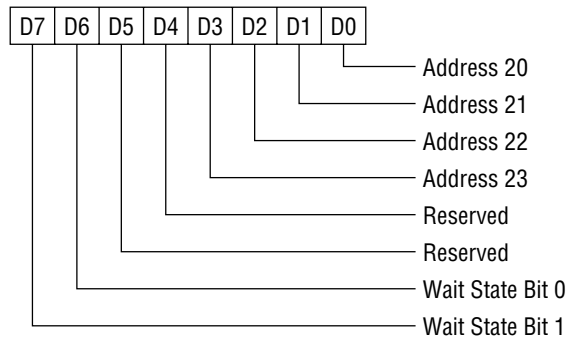 D7 D6 D5 D4 D3 D2 D1 D0
Address 20
Address 21
Address 22
Address 23
Reserved
Reserved
Wait State Bit 0
Wait State Bit 1